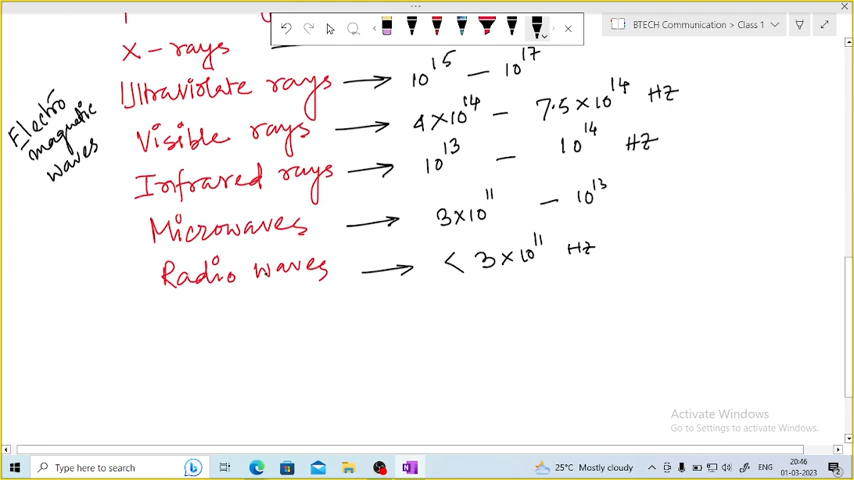 BTECH Communication > Class 1
X-rays
Ultraviolate rays → 10^15 – 10^17
Visible rays → 4×10^14 – 7.5×10^14 Hz
Infrared rays → 10^13 – 10^14 Hz
Microwaves → 3×10^11 – 10^13
Radio waves → < 3×10^11 Hz
Electro
magnetic
waves
Activate Windows
Go to Settings to activate Windows.
Type here to search
25°C Mostly cloudy
ENG
20:46
01-03-2023
2